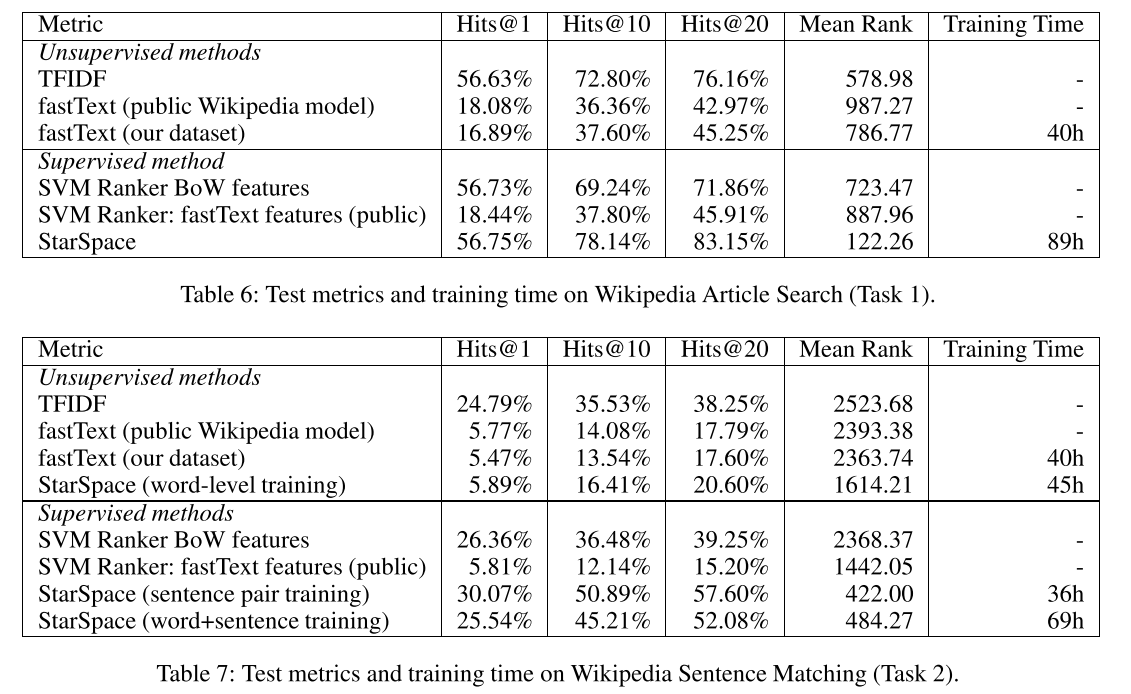 Metric Hits@1 Hits@10 Hits@20 Mean Rank Training Time
Unsupervised methods
TFIDF 56.63% 72.80% 76.16% 578.98 -
fastText (public Wikipedia model) 18.08% 36.36% 42.97% 987.27 -
fastText (our dataset) 16.89% 37.60% 45.25% 786.77 40h
Supervised method
SVM Ranker BoW features 56.73% 69.24% 71.86% 723.47 -
SVM Ranker: fastText features (public) 18.44% 37.80% 45.91% 887.96 -
StarSpace 56.75% 78.14% 83.15% 122.26 89h
Table 6: Test metrics and training time on Wikipedia Article Search (Task 1).
Metric Hits@1 Hits@10 Hits@20 Mean Rank Training Time
Unsupervised methods
TFIDF 24.79% 35.53% 38.25% 2523.68 -
fastText (public Wikipedia model) 5.77% 14.08% 17.79% 2393.38 -
fastText (our dataset) 5.47% 13.54% 17.60% 2363.74 40h
StarSpace (word-level training) 5.89% 16.41% 20.60% 1614.21 45h
Supervised methods
SVM Ranker BoW features 26.36% 36.48% 39.25% 2368.37 -
SVM Ranker: fastText features (public) 5.81% 12.14% 15.20% 1442.05 -
StarSpace (sentence pair training) 30.07% 50.89% 57.60% 422.00 36h
StarSpace (word+sentence training) 25.54% 45.21% 52.08% 484.27 69h
Table 7: Test metrics and training time on Wikipedia Sentence Matching (Task 2).